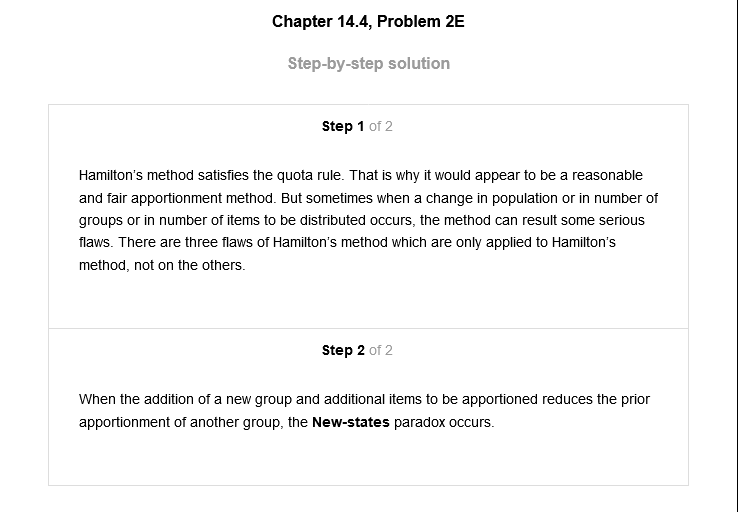 Chapter 14.4, Problem 2E
Step-by-step solution
Step 1 of 2
Hamilton's method satisfies the quota rule. That is why it would appear to be a reasonable
and fair apportionment method. But sometimes when a change in population or in number of
groups or in number of items to be distributed occurs, the method can result some serious
flaws. There are three flaws of Hamilton's method which are only applied to Hamilton's
method, not on the others.
Step 2 of 2
When the addition of a new group and additional items to be apportioned reduces the prior
apportionment of another group, the New-states paradox occurs.